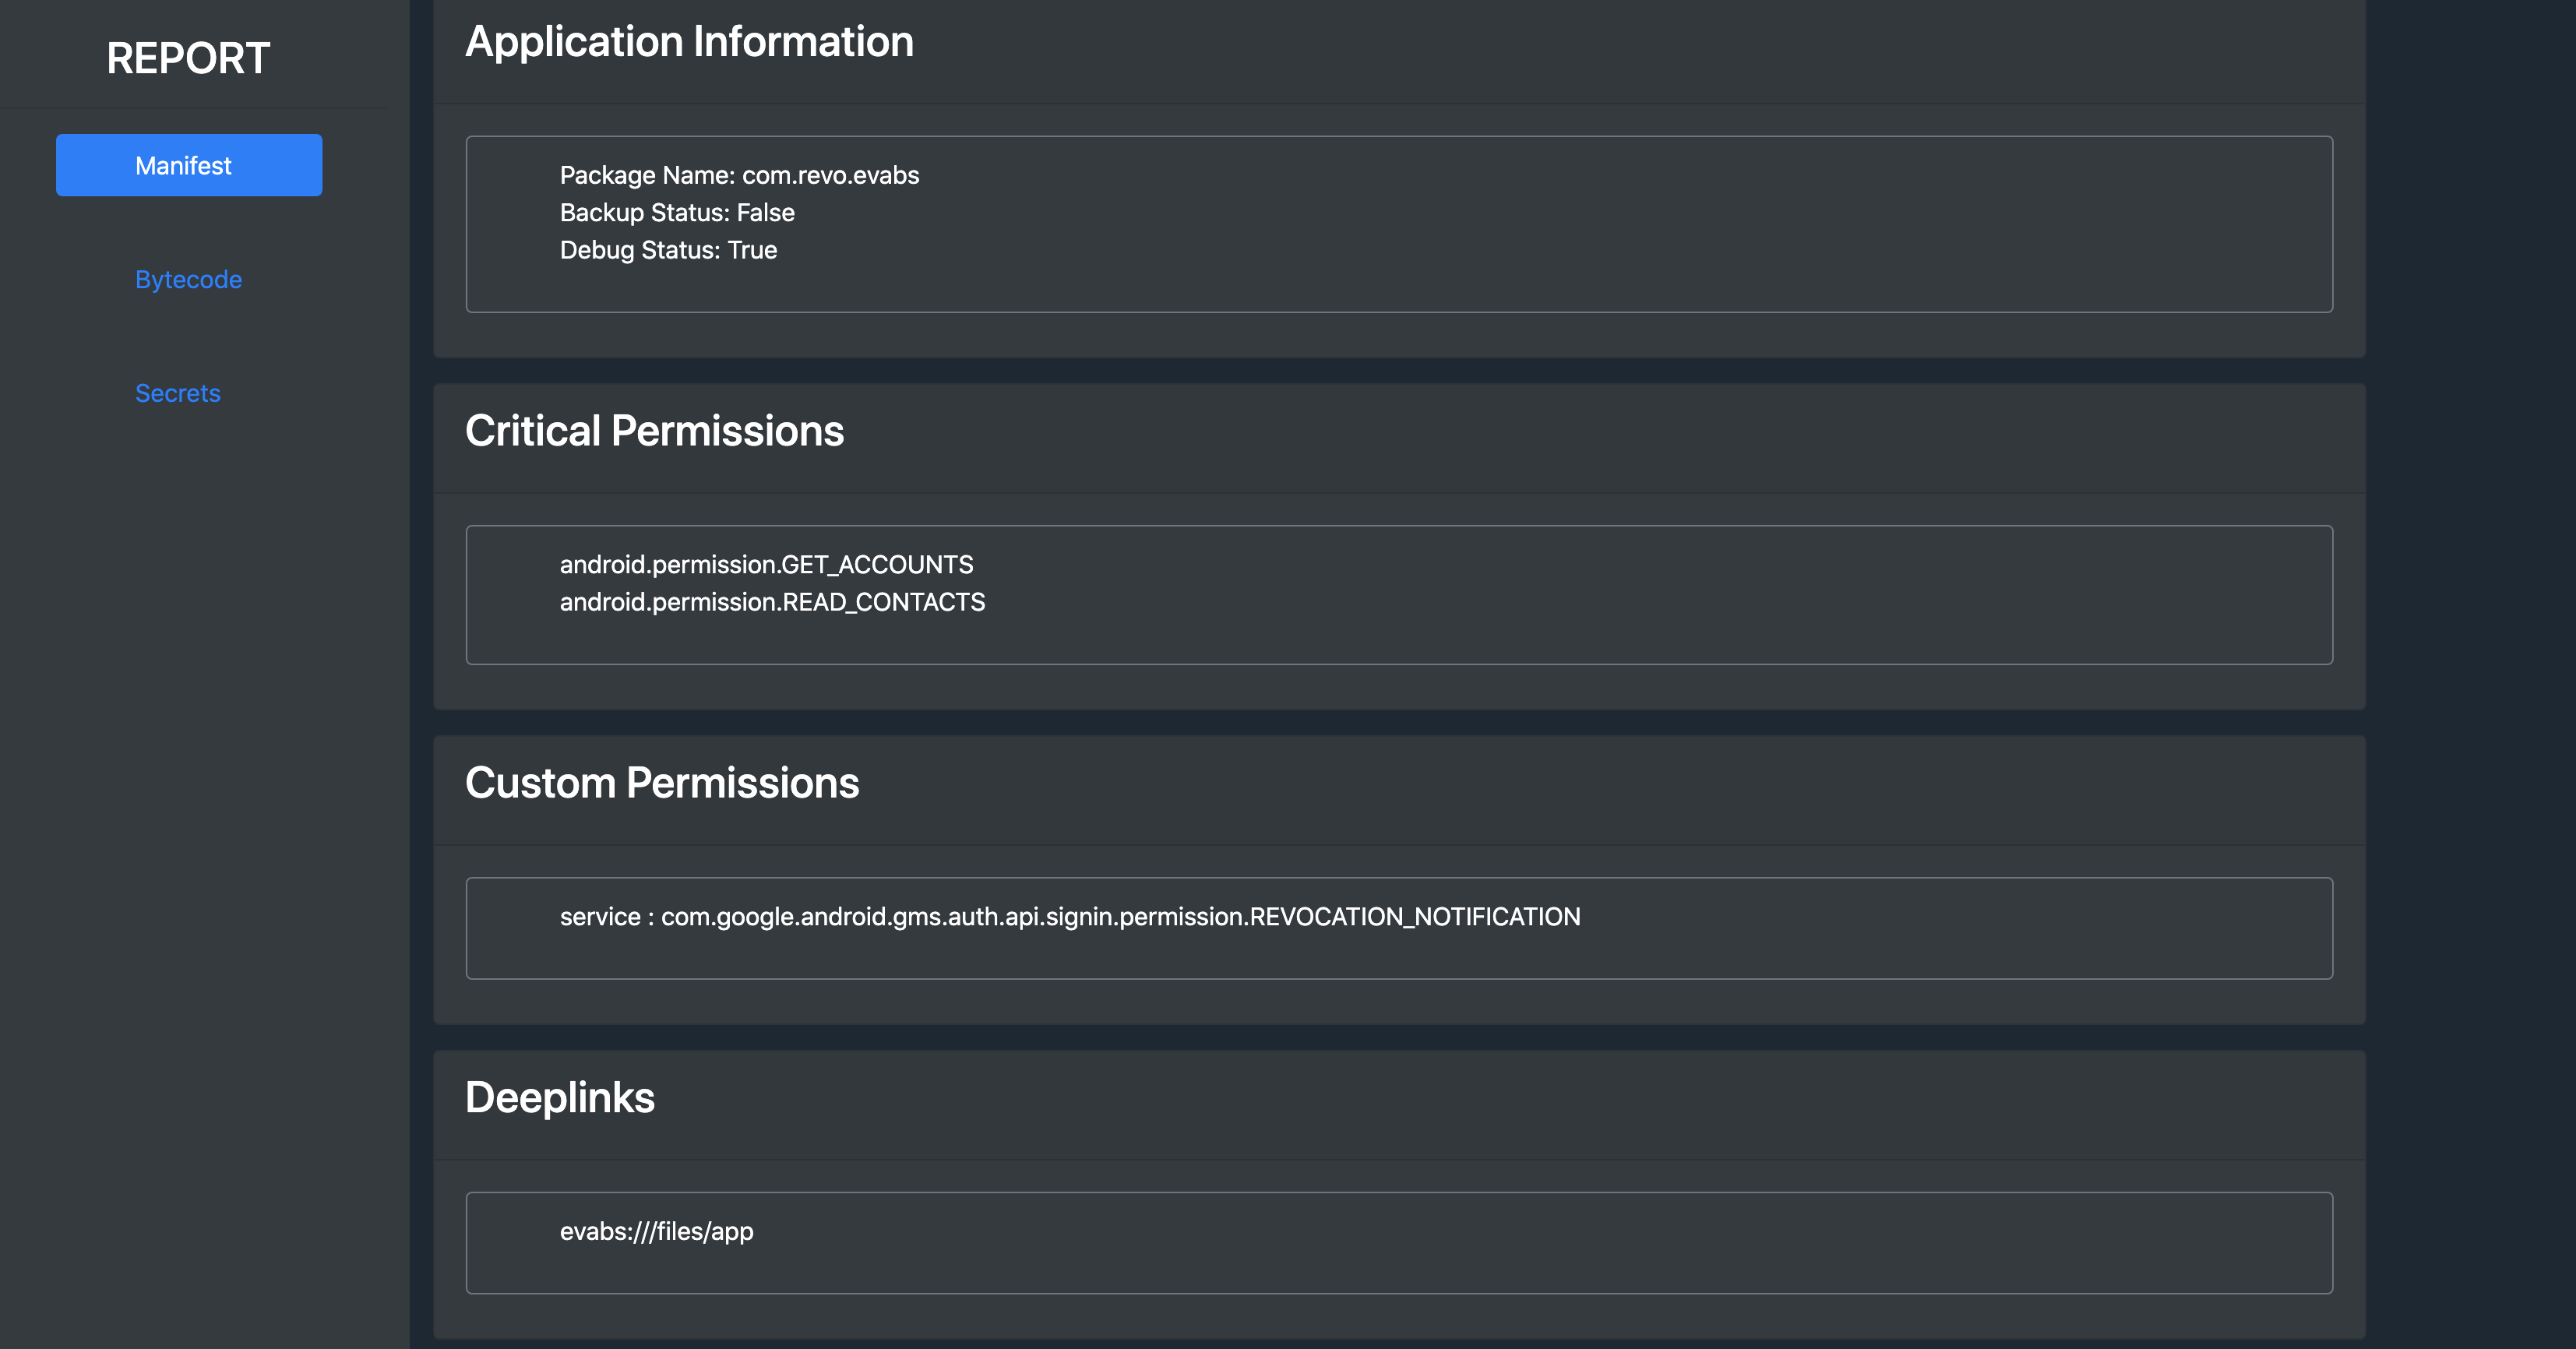 REPORT
Manifest
Bytecode
Secrets
Application Information
Package Name: com.revo.evabs
Backup Status: False
Debug Status: True
Critical Permissions
android.permission.GET_ACCOUNTS
android.permission.READ_CONTACTS
Custom Permissions
service : com.google.android.gms.auth.api.signin.permission.REVOCATION_NOTIFICATION
Deeplinks
evabs:///files/app